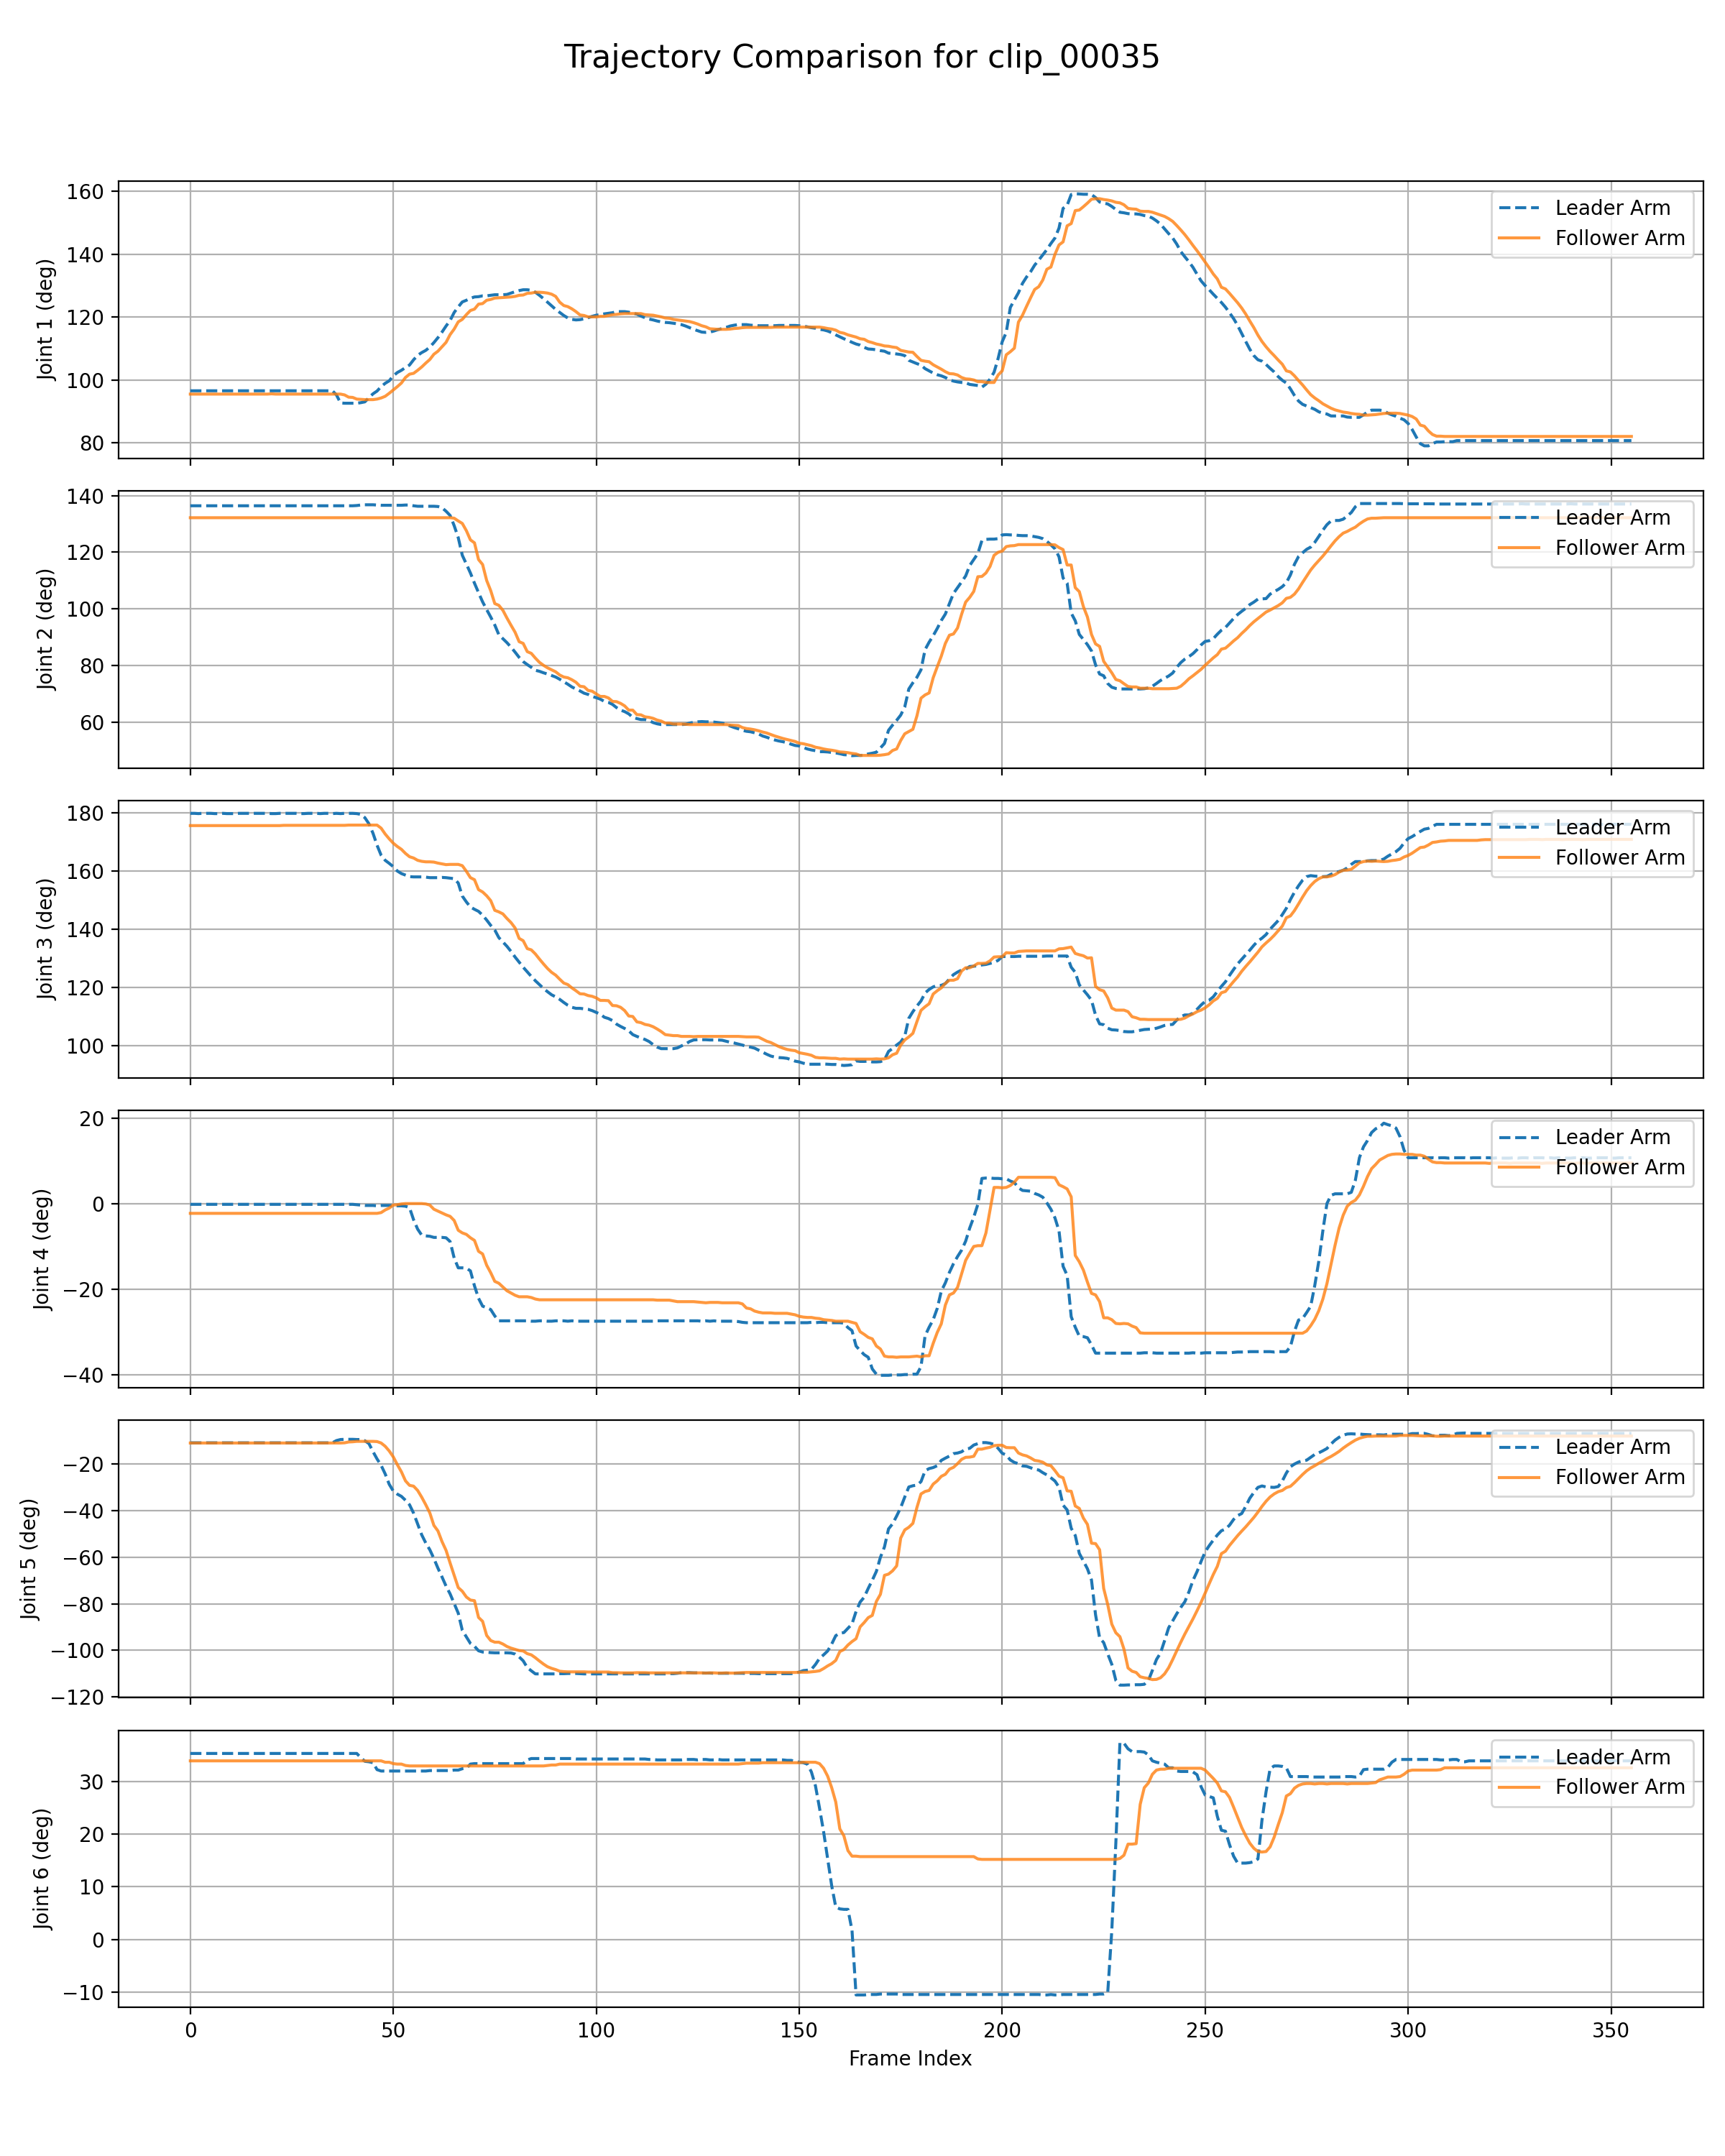 Trajectory Comparison for clip_00035
160
140
120
100
80
Joint 1 (deg)
Leader Arm
Follower Arm
140
120
100
80
60
Joint 2 (deg)
Leader Arm
Follower Arm
180
160
140
120
100
Joint 3 (deg)
Leader Arm
Follower Arm
20
0
−20
−40
Joint 4 (deg)
Leader Arm
Follower Arm
−20
−40
−60
−80
−100
−120
Joint 5 (deg)
Leader Arm
Follower Arm
30
20
10
0
−10
Joint 6 (deg)
Leader Arm
Follower Arm
0 50 100 150 200 250 300 350
Frame Index